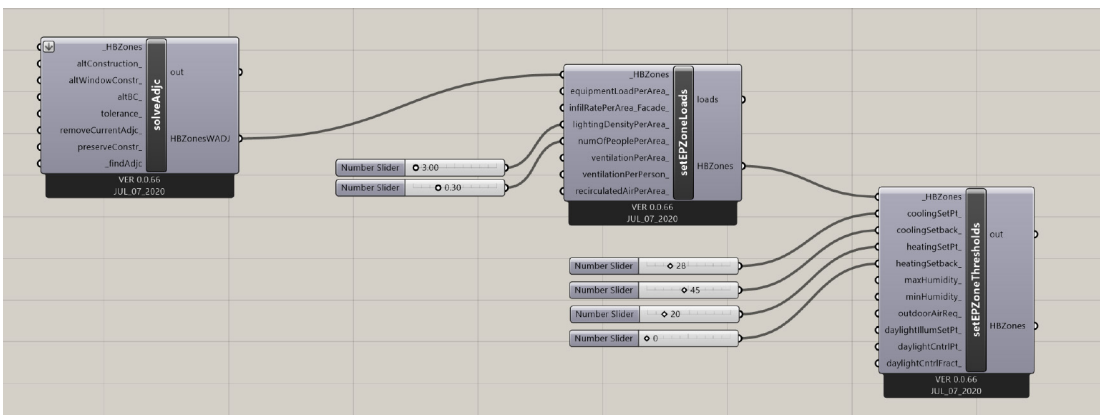 _HBZones
altConstruction_
altWindowConstr_
altBC_
tolerance_
removeCurrentAdjc_
preserveConstr_
_findAdjc
solveAdjc
out
HBZonesWADJ
VER 0.0.66
JUL_07_2020
Number Slider 3.00
Number Slider 0.30
_HBZones
equipmentLoadPerArea_
infilRatePerArea_Facade_
lightingDensityPerArea_
numOfPeoplePerArea_
ventilationPerArea_
ventilationPerPerson_
recirculatedAirPerArea_
setEPZoneLoads
loads
HBZones
VER 0.0.66
JUL_07_2020
Number Slider 28
Number Slider 45
Number Slider 20
Number Slider 0
_HBZones
coolingSetPt_
coolingSetback_
heatingSetPt_
heatingSetback_
maxHumidity_
minHumidity_
outdoorAirReq_
daylightIllumSetPt_
daylightCntrlPt_
daylightCntrlFract_
setEPZoneThresholds
out
HBZones
VER 0.0.66
JUL_07_2020